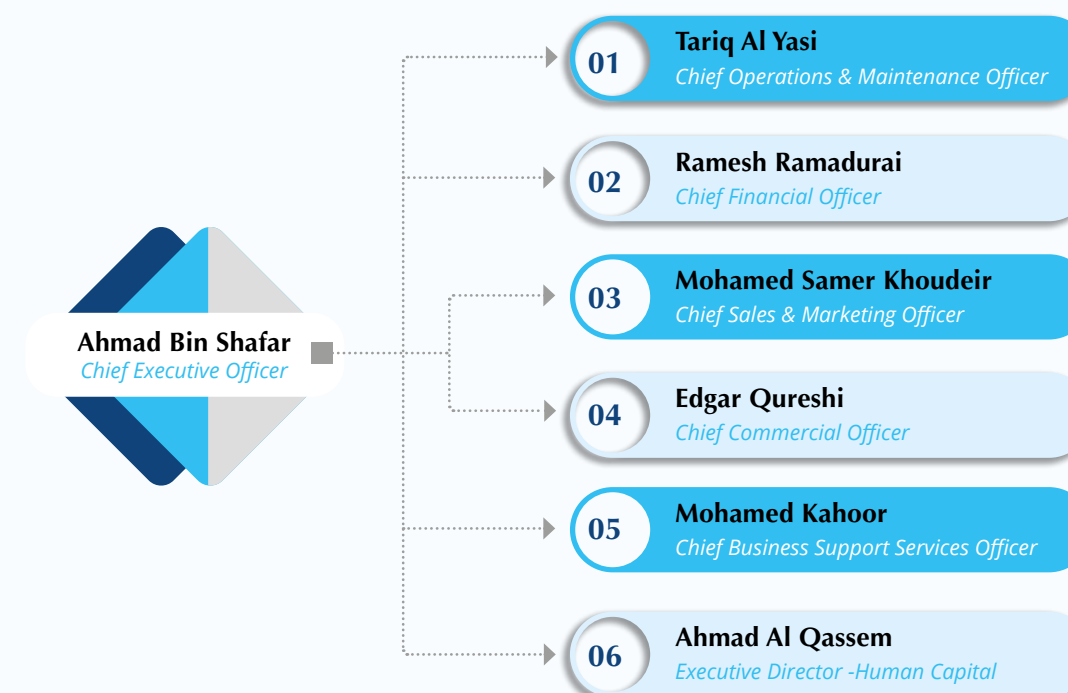 01
Tariq Al Yasi
Chief Operations & Maintenance Officer
02
Ramesh Ramadurai
Chief Financial Officer
03
Mohamed Samer Khoudeir
Chief Sales & Marketing Officer
Ahmad Bin Shafar
Chief Executive Officer
04
Edgar Qureshi
Chief Commercial Officer
05
Mohamed Kahoor
Chief Business Support Services Officer
06
Ahmad Al Qassem
Executive Director -Human Capital